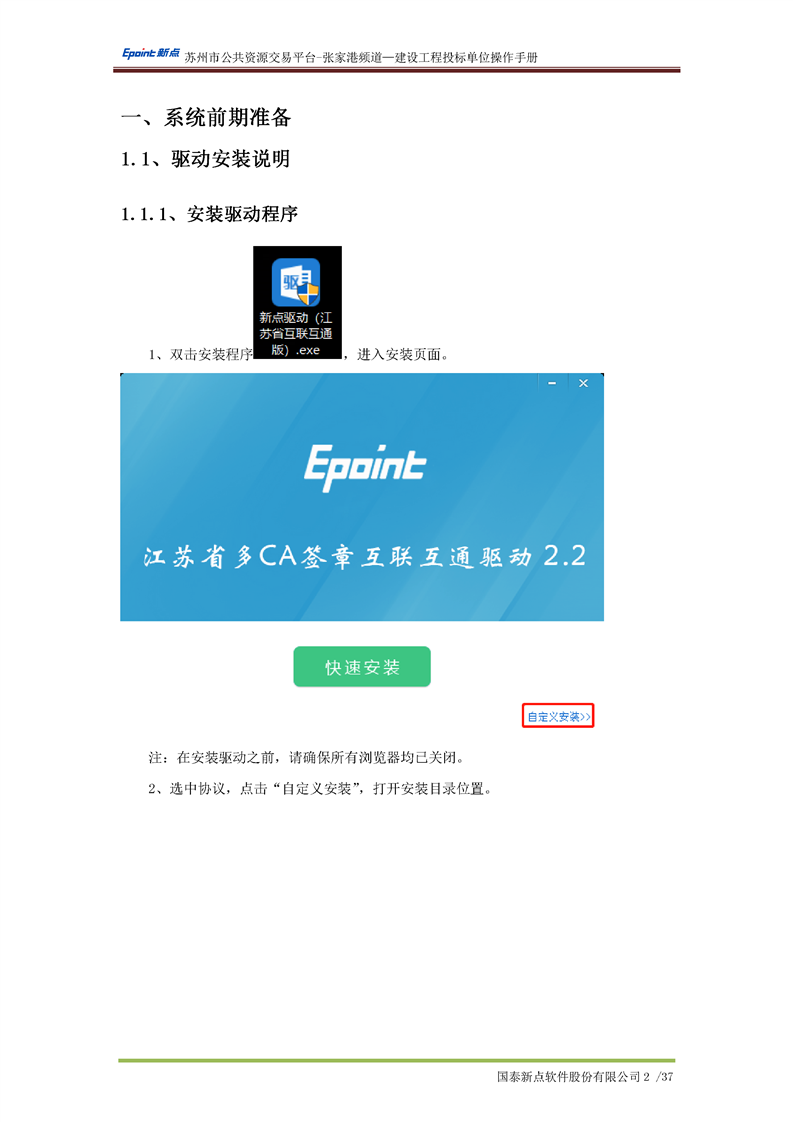 Epoint新点 苏州市公共资源交易平台-张家港频道—建设工程投标单位操作手册
一、系统前期准备
1.1、驱动安装说明
1.1.1、安装驱动程序
驱
新点驱动（江
苏省互联互通
版）.exe
1、双击安装程序，进入安装页面。
Epoint
江苏省多CA签章互联互通驱动 2.2
快速安装
自定义安装>>
注：在安装驱动之前，请确保所有浏览器均已关闭。
2、选中协议，点击“自定义安装”，打开安装目录位置。
国泰新点软件股份有限公司 2 /37